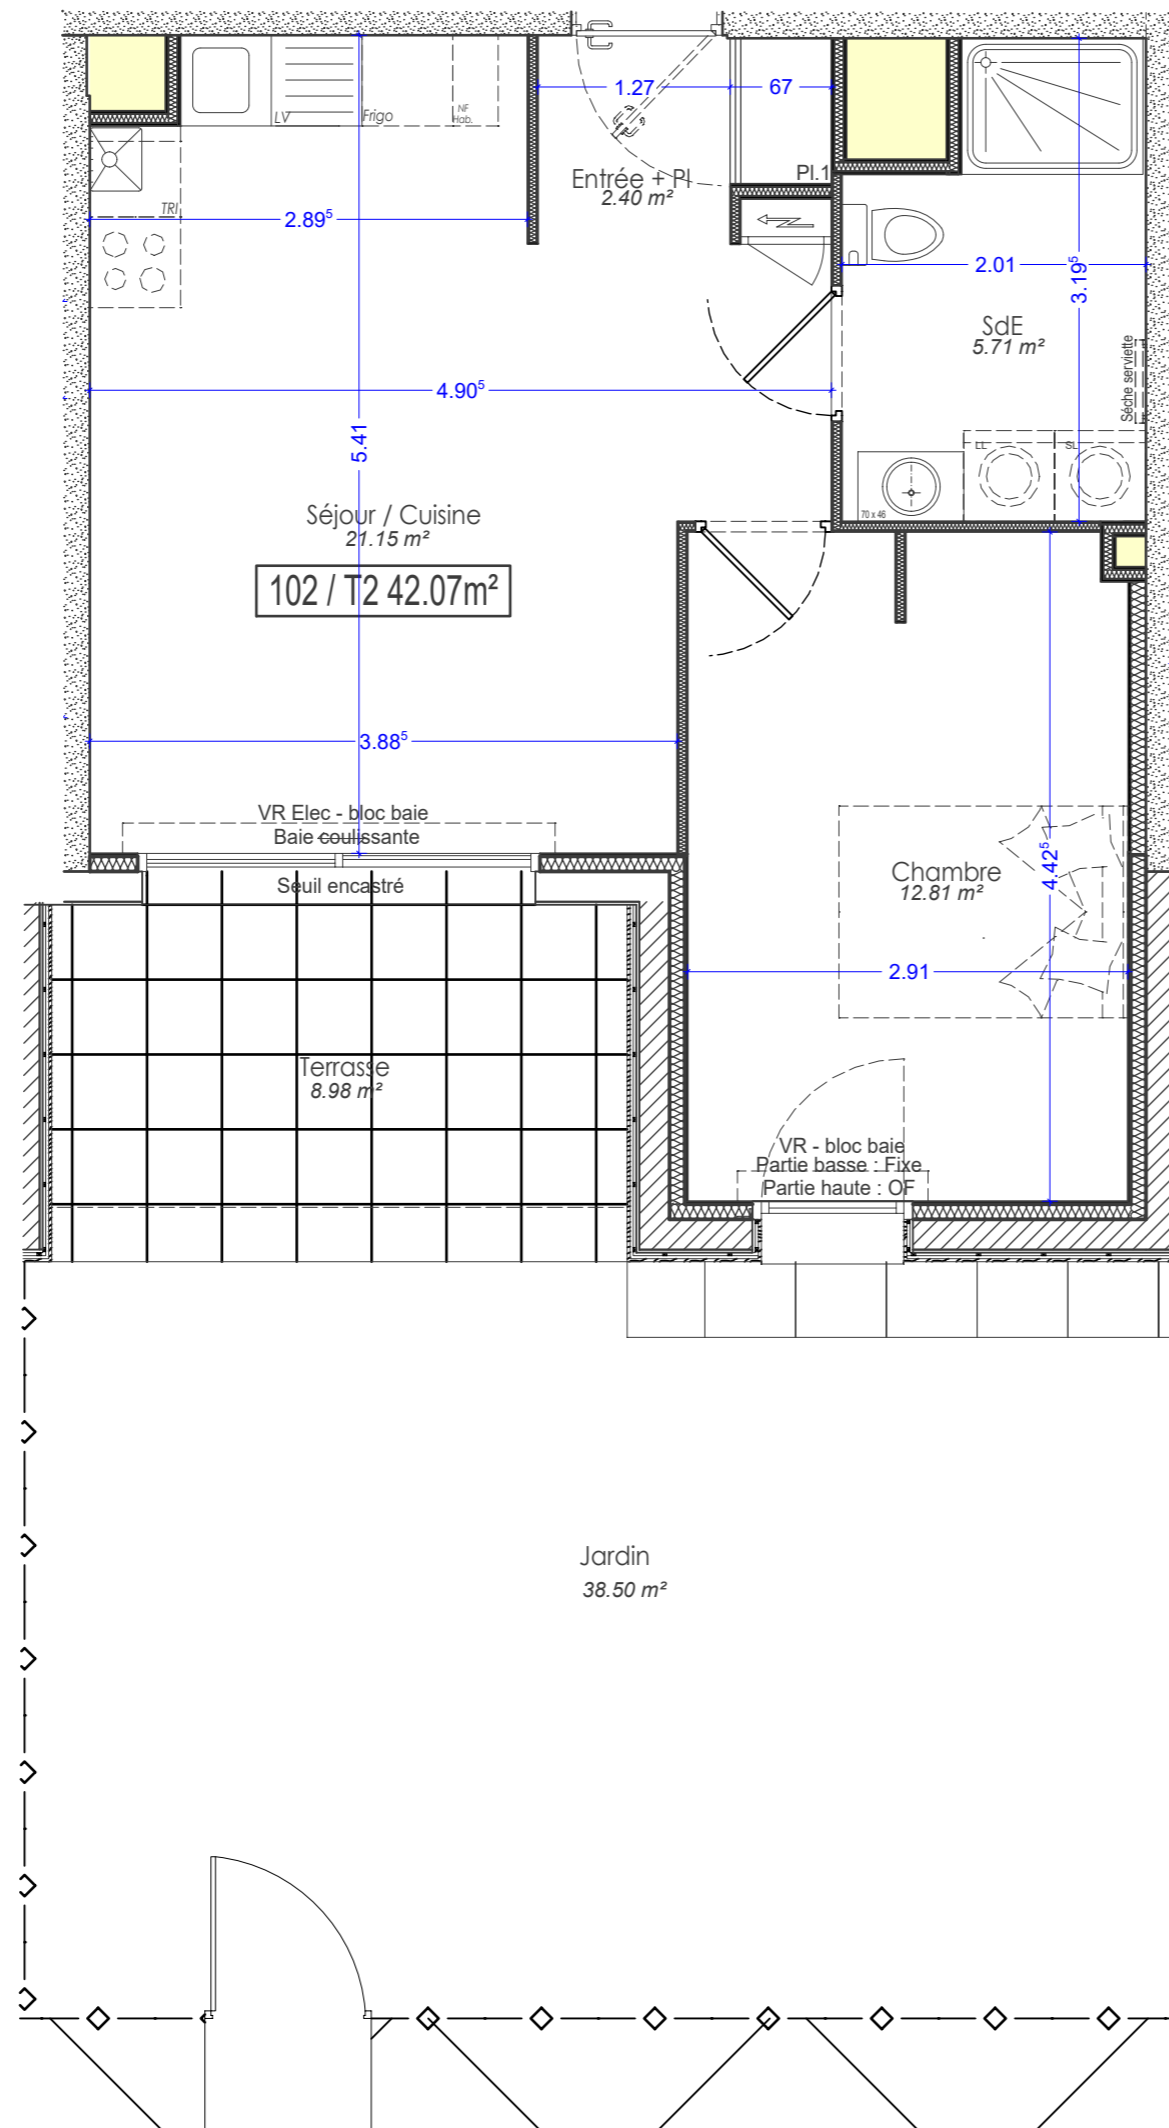 1.27
67
LV
Frigo
NF
Hab.
Entrée + Pl
2.40 m²
Pl.1
TRI
2.89⁵
2.01
3.19⁵
SdE
5.71 m²
Sèche serviette
4.90⁵
5.41
LL
SL
70 x 46
Séjour / Cuisine
21.15 m²
102 / T2 42.07m²
3.88⁵
VR Elec - bloc baie
Baie coulissante
Seuil encastré
Chambre
12.81 m²
4.42⁵
2.91
Terrasse
8.98 m²
VR - bloc baie
Partie basse : Fixe
Partie haute : OF
Jardin
38.50 m²